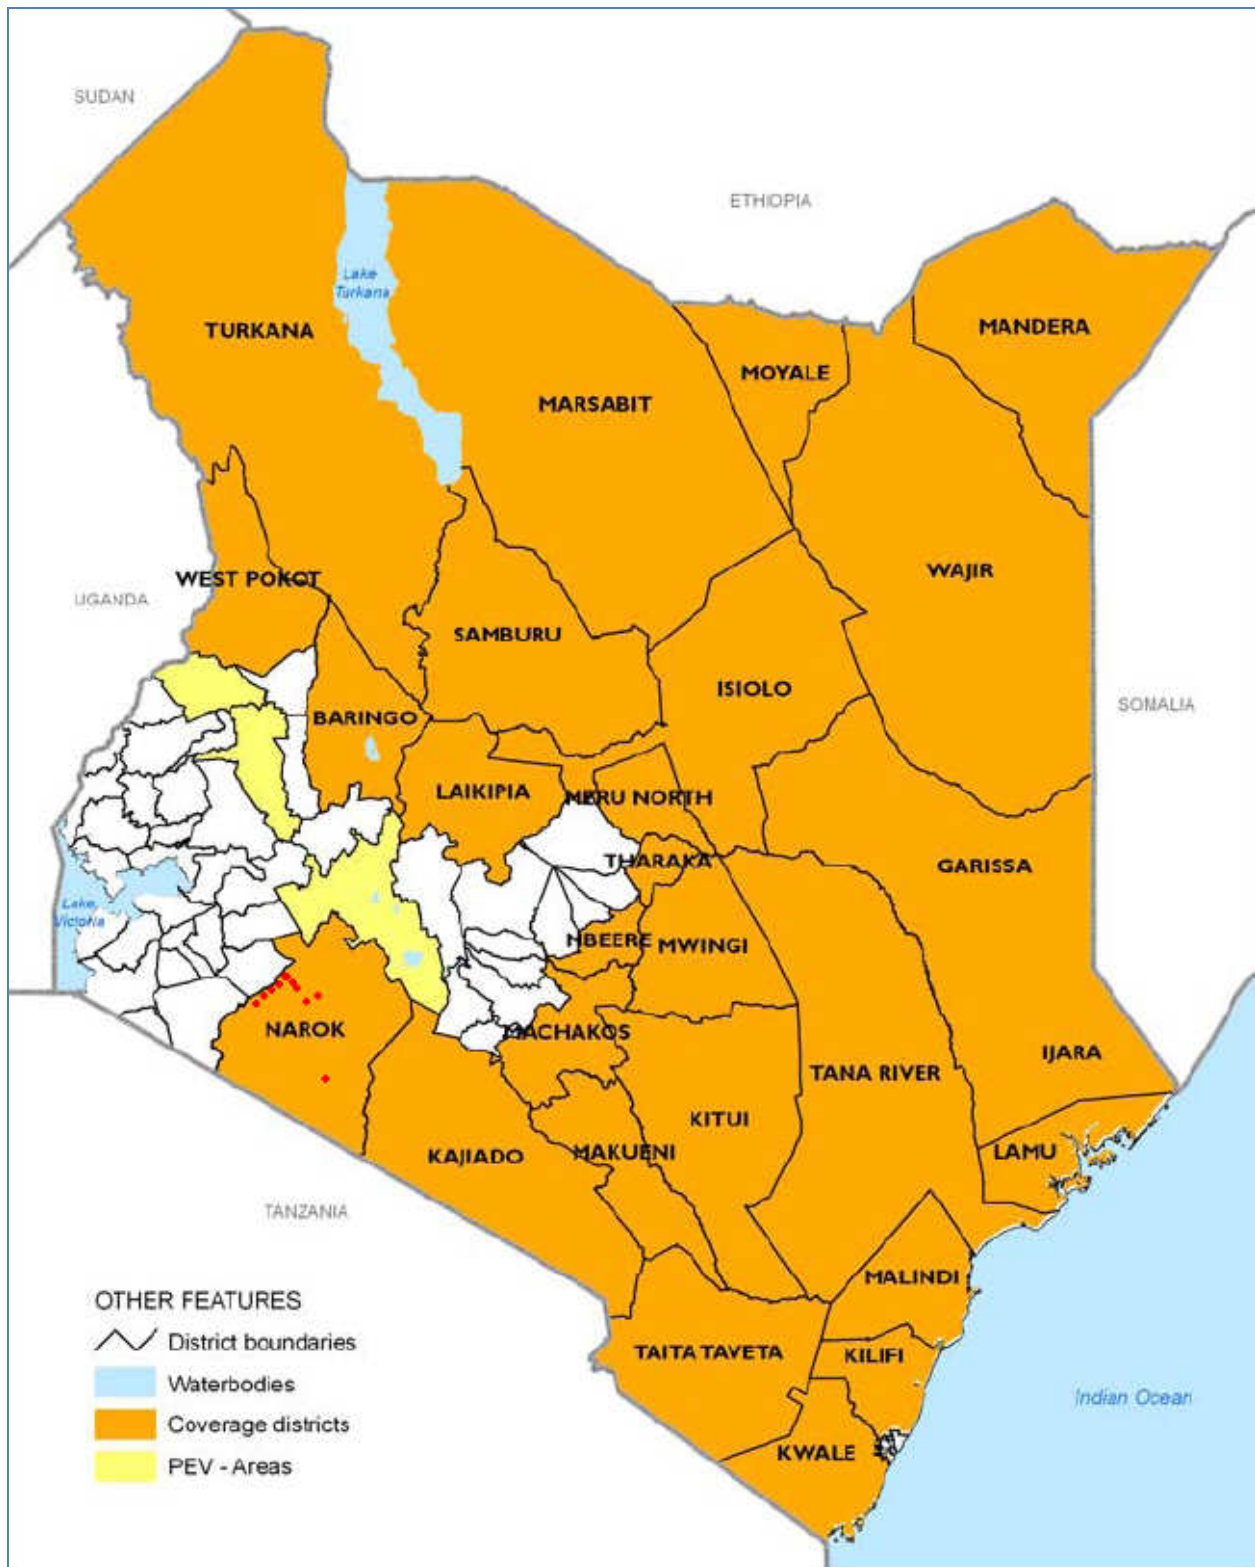 SUDAN
ETHIOPIA
Lake
Turkana
TURKANA
MANDERA
MOYALE
MARSABIT
WAJIR
WEST POKOT
UGANDA
SAMBURU
ISIOLO
SOMALIA
BARINGO
LAIKIPIA
MERU NORTH
THARAKA
GARISSA
Lake
Victoria
MBEERE
MWINGI
NAROK
MACHAKOS
IJARA
TANA RIVER
KITUI
LAMU
MAKUENI
KAJIADO
TANZANIA
MALINDI
TAITA TAVETA
KILIFI
Indian Ocean
KWALE
OTHER FEATURES
District boundaries
Waterbodies
Coverage districts
PEV - Areas